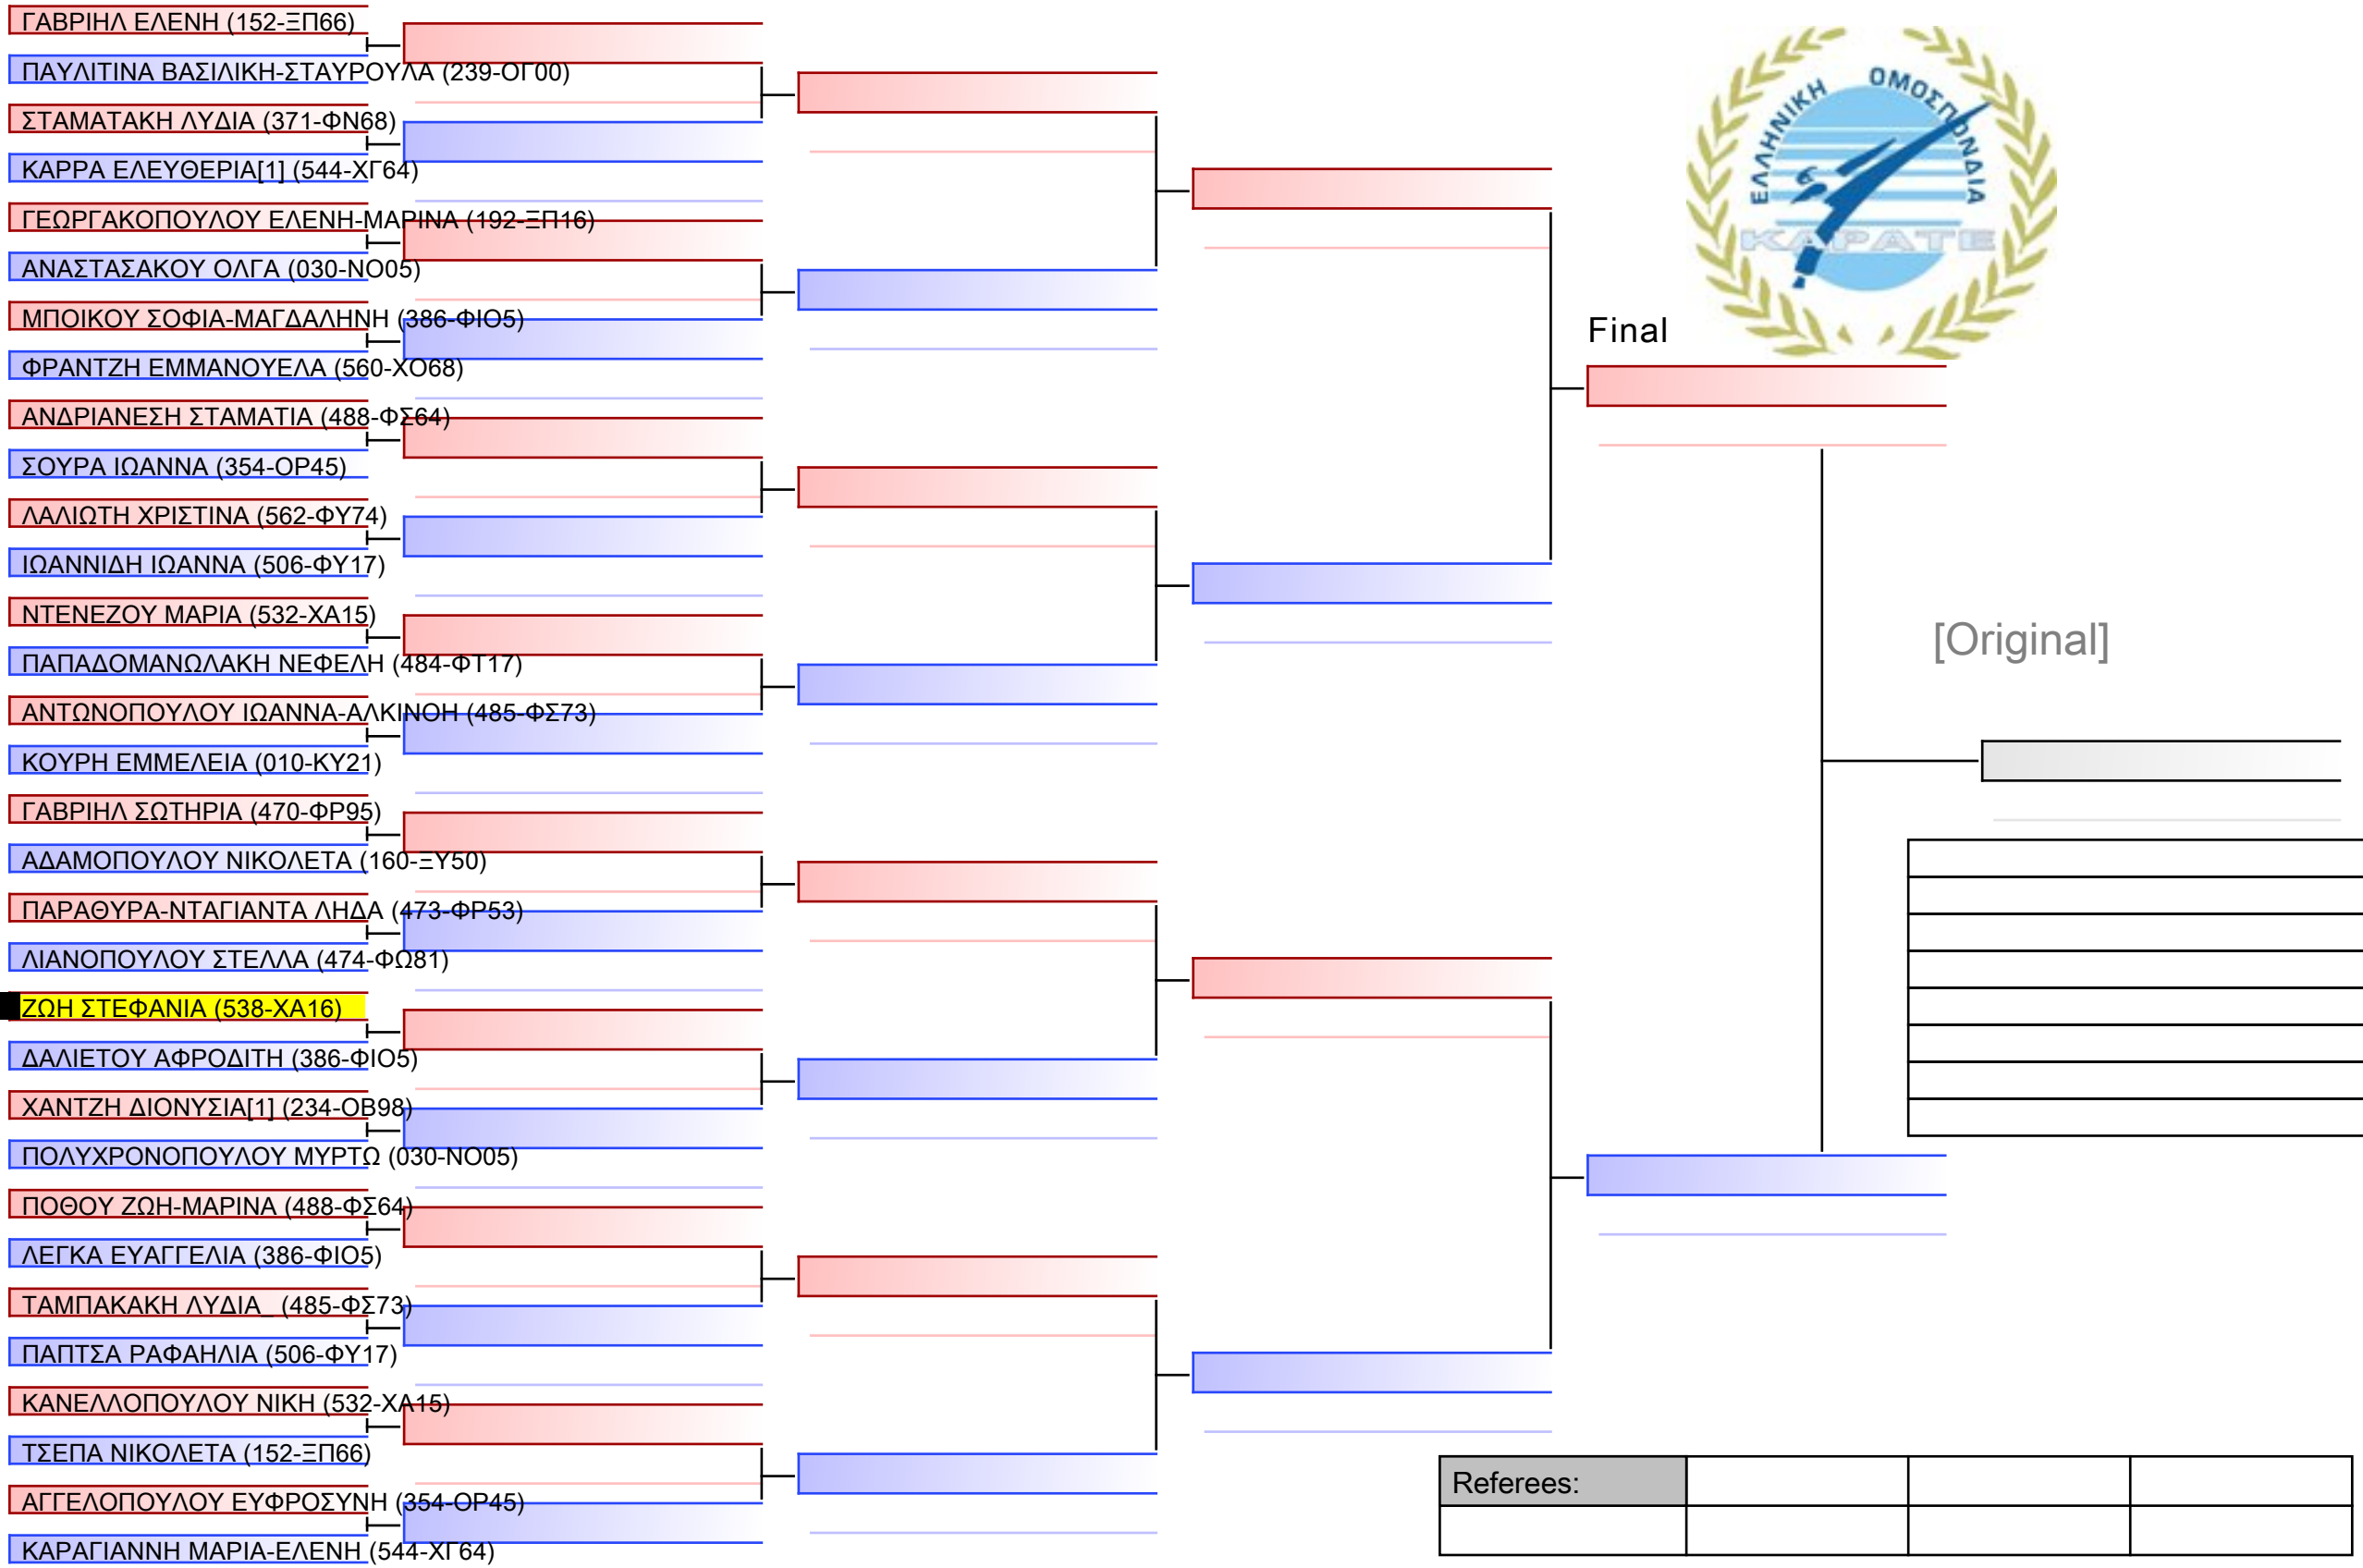 ΓΑΒΡΙΗΛ ΕΛΕΝΗ (152-ΞΠ66)
ΠΑΥΛΙΤΙΝΑ ΒΑΣΙΛΙΚΗ-ΣΤΑΥΡΟΥΛΑ (239-ΟΓ00)
ΣΤΑΜΑΤΑΚΗ ΛΥΔΙΑ (371-ΦΝ68)
ΚΑΡΡΑ ΕΛΕΥΘΕΡΙΑ[1] (544-ΧΓ64)
ΓΕΩΡΓΑΚΟΠΟΥΛΟΥ ΕΛΕΝΗ-ΜΑΡΙΝΑ (192-ΞΠ16)
ΑΝΑΣΤΑΣΑΚΟΥ ΟΛΓΑ (030-ΝΟ05)
ΜΠΟΙΚΟΥ ΣΟΦΙΑ-ΜΑΓΔΑΛΗΝΗ (386-ΦΙΟ5)
ΦΡΑΝΤΖΗ ΕΜΜΑΝΟΥΕΛΑ (560-ΧΟ68)
ΑΝΔΡΙΑΝΕΣΗ ΣΤΑΜΑΤΙΑ (488-ΦΣ64)
ΣΟΥΡΑ ΙΩΑΝΝΑ (354-ΟΡ45)
ΛΑΛΙΩΤΗ ΧΡΙΣΤΙΝΑ (562-ΦΥ74)
ΙΩΑΝΝΙΔΗ ΙΩΑΝΝΑ (506-ΦΥ17)
ΝΤΕΝΕΖΟΥ ΜΑΡΙΑ (532-ΧΑ15)
ΠΑΠΑΔΟΜΑΝΩΛΑΚΗ ΝΕΦΕΛΗ (484-ΦΤ17)
ΑΝΤΩΝΟΠΟΥΛΟΥ ΙΩΑΝΝΑ-ΑΛΚΙΝΟΗ (485-ΦΣ73)
ΚΟΥΡΗ ΕΜΜΕΛΕΙΑ (010-ΚΥ21)
ΓΑΒΡΙΗΛ ΣΩΤΗΡΙΑ (470-ΦΡ95)
ΑΔΑΜΟΠΟΥΛΟΥ ΝΙΚΟΛΕΤΑ (160-ΞΥ50)
ΠΑΡΑΘΥΡΑ-ΝΤΑΓΙΑΝΤΑ ΛΗΔΑ (473-ΦΡ53)
ΛΙΑΝΟΠΟΥΛΟΥ ΣΤΕΛΛΑ (474-ΦΩ81)
ΖΩΗ ΣΤΕΦΑΝΙΑ (538-ΧΑ16)
ΔΑΛΙΕΤΟΥ ΑΦΡΟΔΙΤΗ (386-ΦΙΟ5)
ΧΑΝΤΖΗ ΔΙΟΝΥΣΙΑ[1] (234-ΟΒ98)
ΠΟΛΥΧΡΟΝΟΠΟΥΛΟΥ ΜΥΡΤΩ (030-ΝΟ05)
ΠΟΘΟΥ ΖΩΗ-ΜΑΡΙΝΑ (488-ΦΣ64)
ΛΕΓΚΑ ΕΥΑΓΓΕΛΙΑ (386-ΦΙΟ5)
ΤΑΜΠΑΚΑΚΗ ΛΥΔΙΑ_ (485-ΦΣ73)
ΠΑΠΤΣΑ ΡΑΦΑΗΛΙΑ (506-ΦΥ17)
ΚΑΝΕΛΛΟΠΟΥΛΟΥ ΝΙΚΗ (532-ΧΑ15)
ΤΣΕΠΑ ΝΙΚΟΛΕΤΑ (152-ΞΠ66)
ΑΓΓΕΛΟΠΟΥΛΟΥ ΕΥΦΡΟΣΥΝΗ (354-ΟΡ45)
ΚΑΡΑΓΙΑΝΝΗ ΜΑΡΙΑ-ΕΛΕΝΗ (544-ΧΓ64)
ΕΛΛΗΝΙΚΗ ΟΜΟΣΠΟΝΔΙΑ
ΚΑΡΑΤΕ
Final
[Original]
Referees: